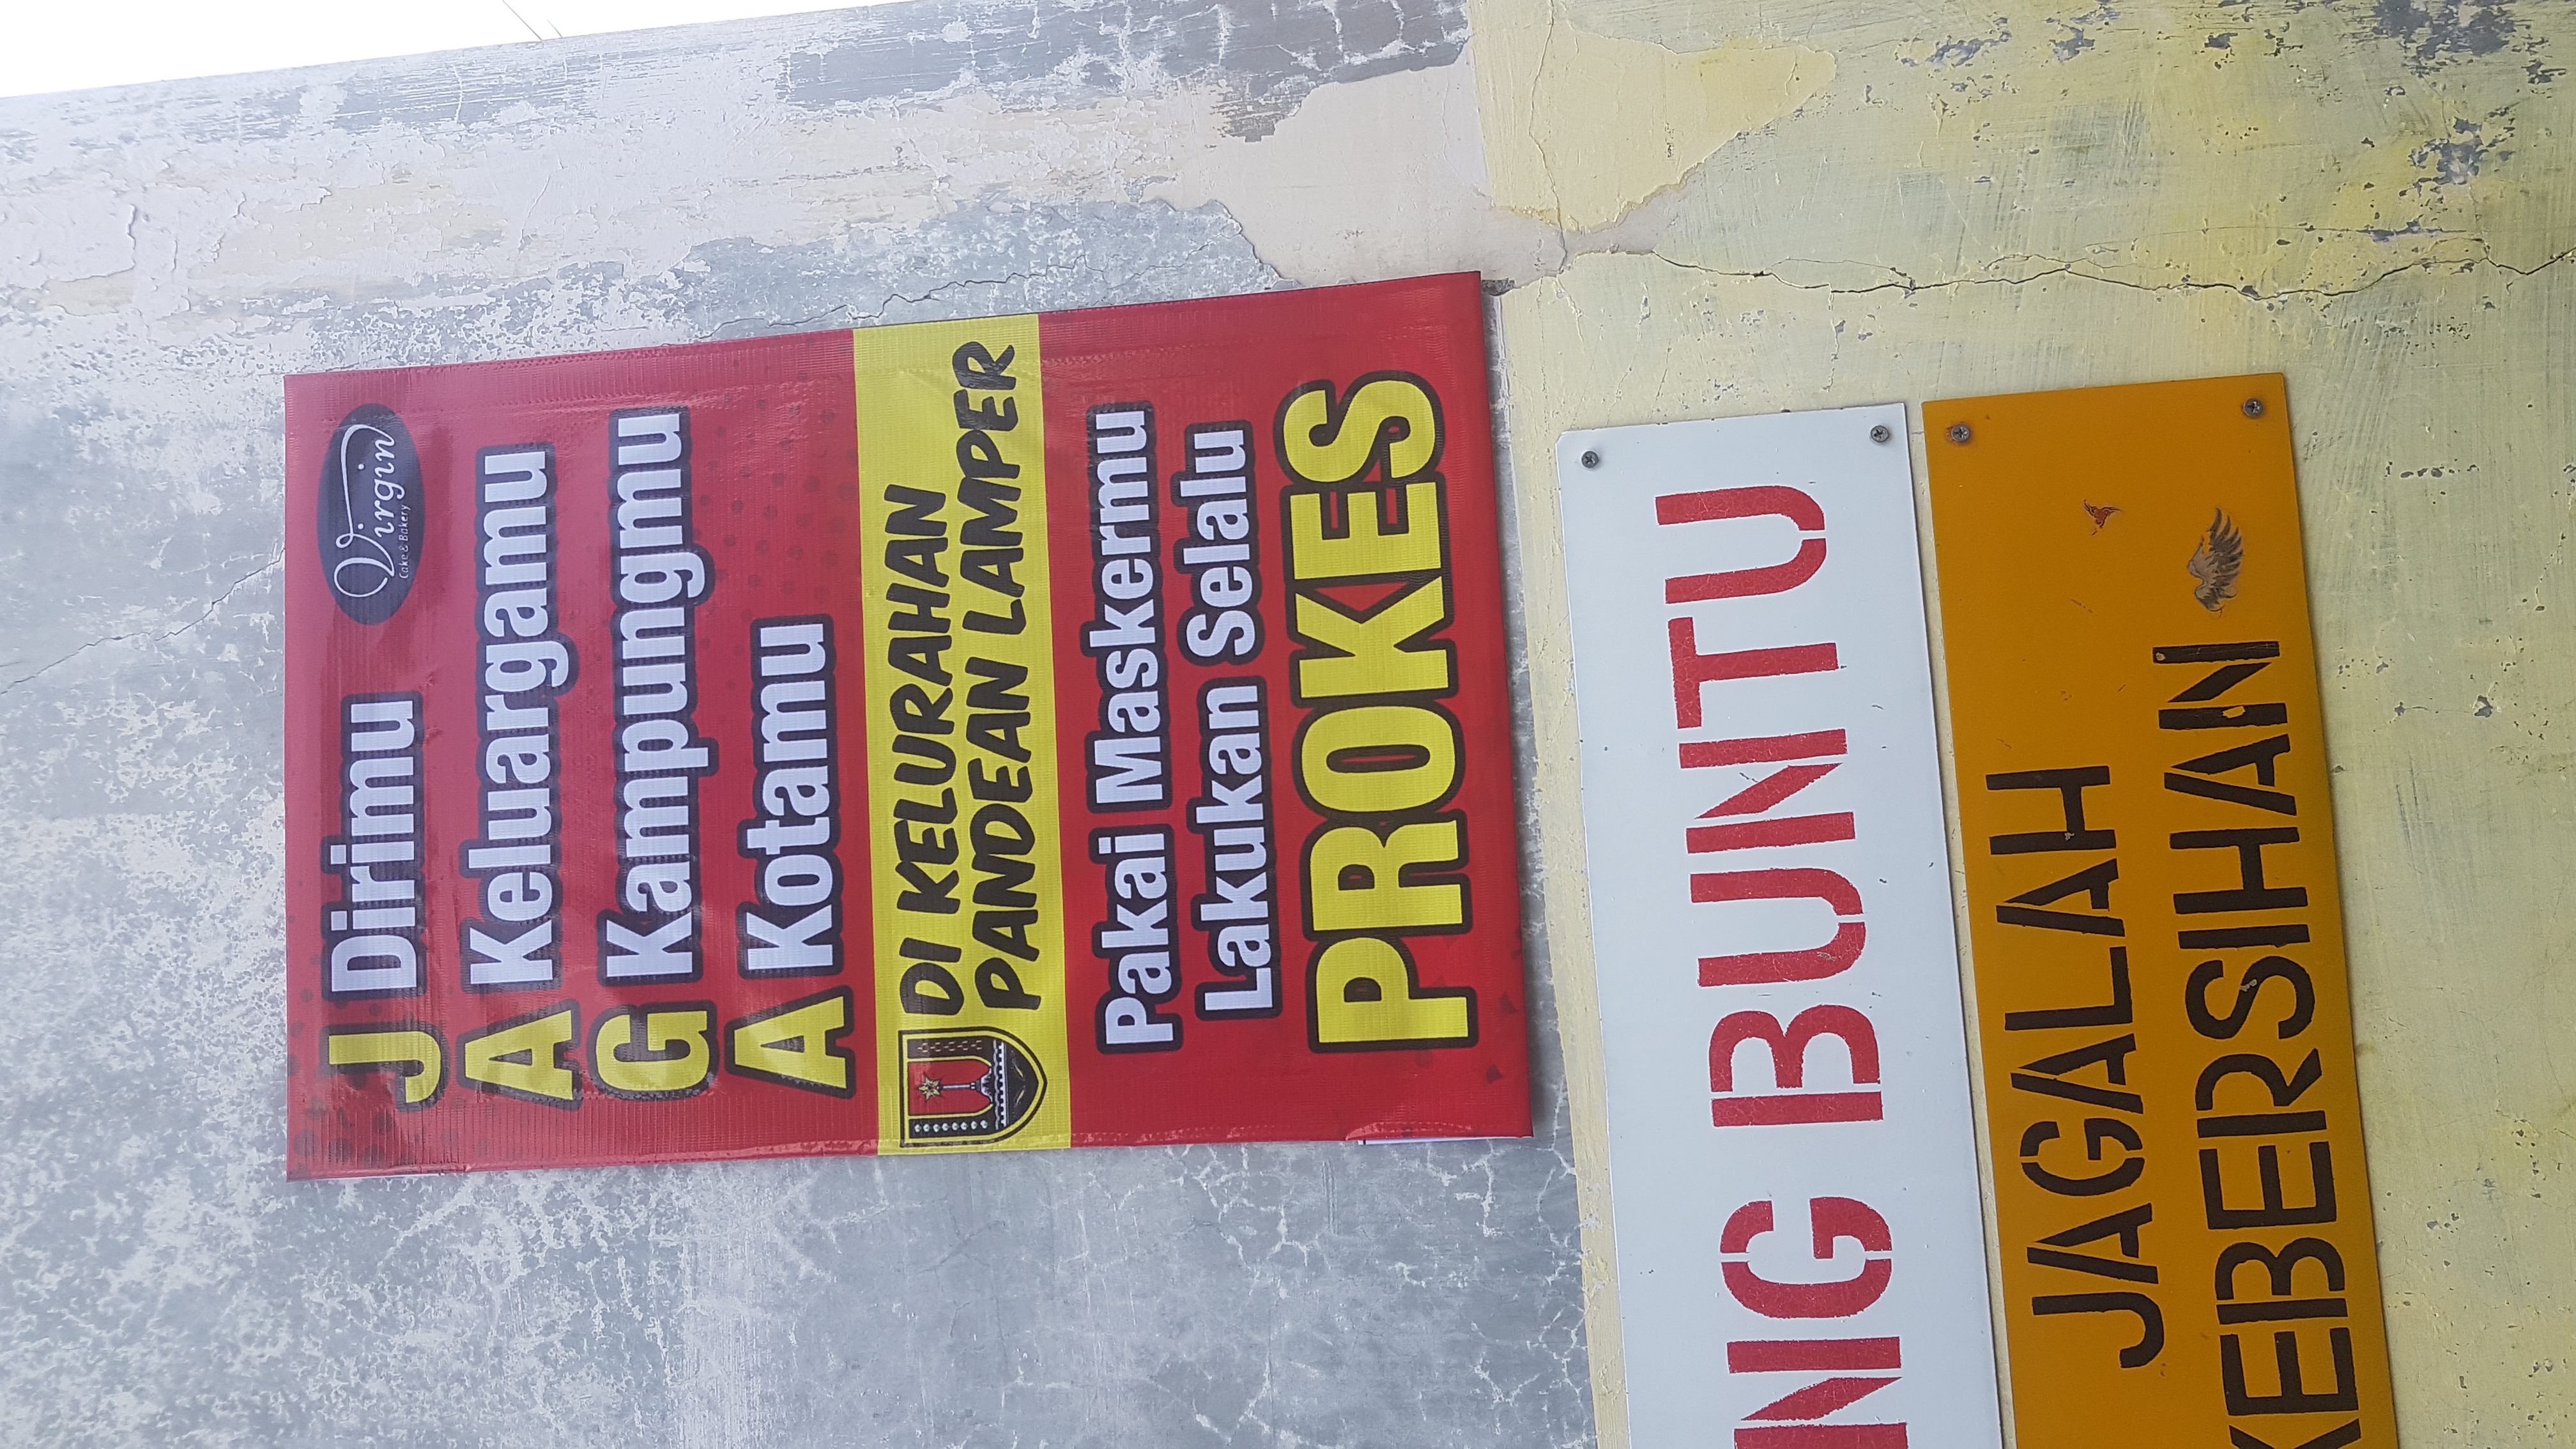 Virgin
Cake & Bakery
J Dirimu
A Keluargamu
G Kampungmu
A Kotamu
DI KELURAHAN
PANDEAN LAMPER
Pakai Maskermu
Lakukan Selalu
PROKES
NG BUNTU
JAGALAH
KEBERSIHAN